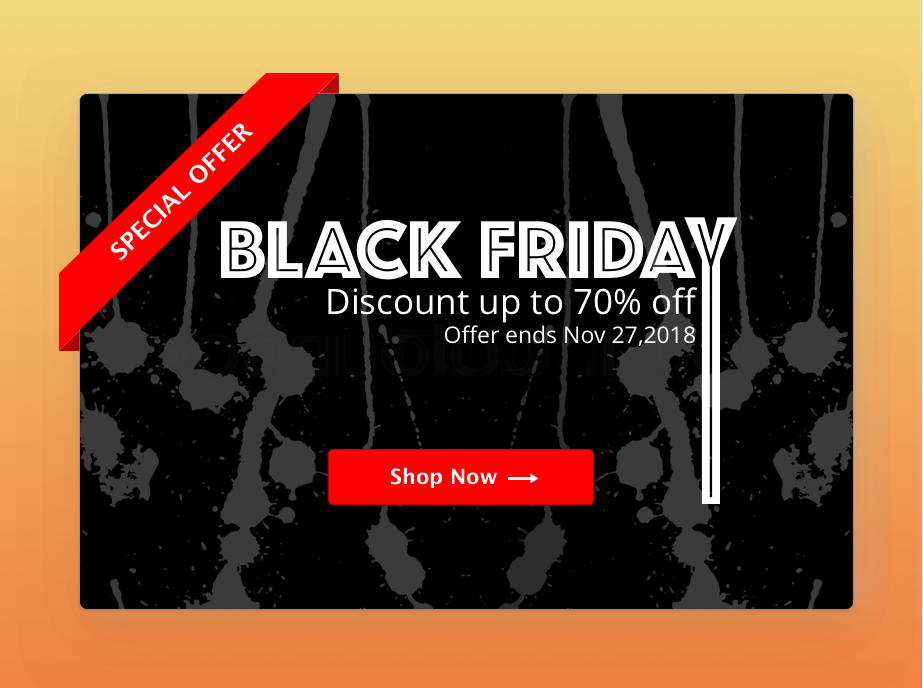 SPECIAL OFFER
BLACK FRIDAY
Discount up to 70% off
Offer ends Nov 27,2018
Shop Now